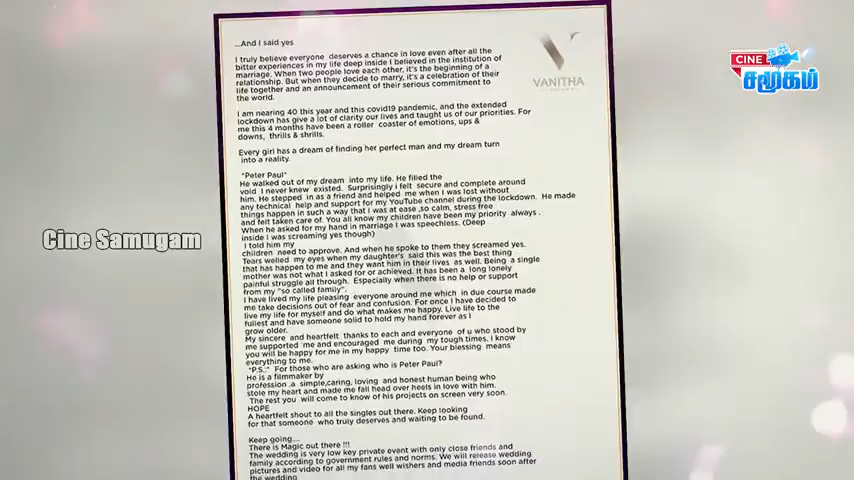 ...And I said yes
I truly believe everyone deserves a chance in love even after all the
bitter experiences in my life deep inside I believed in the institution of
marriage. When two people love each other, it's the beginning of a
relationship. But when they decide to marry, it's a celebration of their
life together and an announcement of their serious commitment to
the world.
I am nearing 40 this year and this covid19 pandemic, and the extended
lockdown has give a lot of clarity our lives and taught us of our priorities. For
me this 4 months have been a roller coaster of emotions, ups &
downs, thrills & shrills.
Every girl has a dream of finding her perfect man and my dream turn
into a reality.
"Peter Paul"
He walked out of my dream into my life. He filled the
void I never knew existed. Surprisingly i felt secure and complete around
him. He stepped in as a friend and helped me when I was lost without
any technical help and support for my YouTube channel during the lockdown. He made
things happen in such a way that I was at ease ,so calm, stress free
and felt taken care of. You all know my children have been my priority always .
When he asked for my hand in marriage I was speechless. (Deep
inside I was screaming yes though)
I told him my
children need to approve. And when he spoke to them they screamed yes.
Tears welled my eyes when my daughter's said this was the best thing
that has happen to me and they want him in their lives as well. Being a single
mother was not what I asked for or achieved. It has been a long lonely
painful struggle all through. Especially when there is no help or support
from my "so called family".
I have lived my life pleasing everyone around me which in due course made
me take decisions out of fear and confusion. For once I have decided to
live my life for myself and do what makes me happy. Live life to the
fullest and have someone solid to hold my hand forever as I
grow older.
My sincere and heartfelt thanks to each and everyone of u who stood by
me supported me and encouraged me during my tough times. I know
you will be happy for me in my happy time too. Your blessing means
everything to me.
"P.S.:" For those who are asking who is Peter Paul?
He is a filmmaker by
profession ,a simple,caring, loving and honest human being who
stole my heart and made me fall head over heels in love with him.
The rest you will come to know of his projects on screen very soon.
HOPE
A heartfelt shout to all the singles out there. Keep looking
for that someone who truly deserves and waiting to be found.
Keep going....
There is Magic out there !!!
The wedding is very low key private event with only close friends and
family according to government rules and norms. We will release wedding
pictures and video for all my fans well wishers and media friends soon after
the wedding
VANITHA
CINE
சமூகம்
Cine Samugam